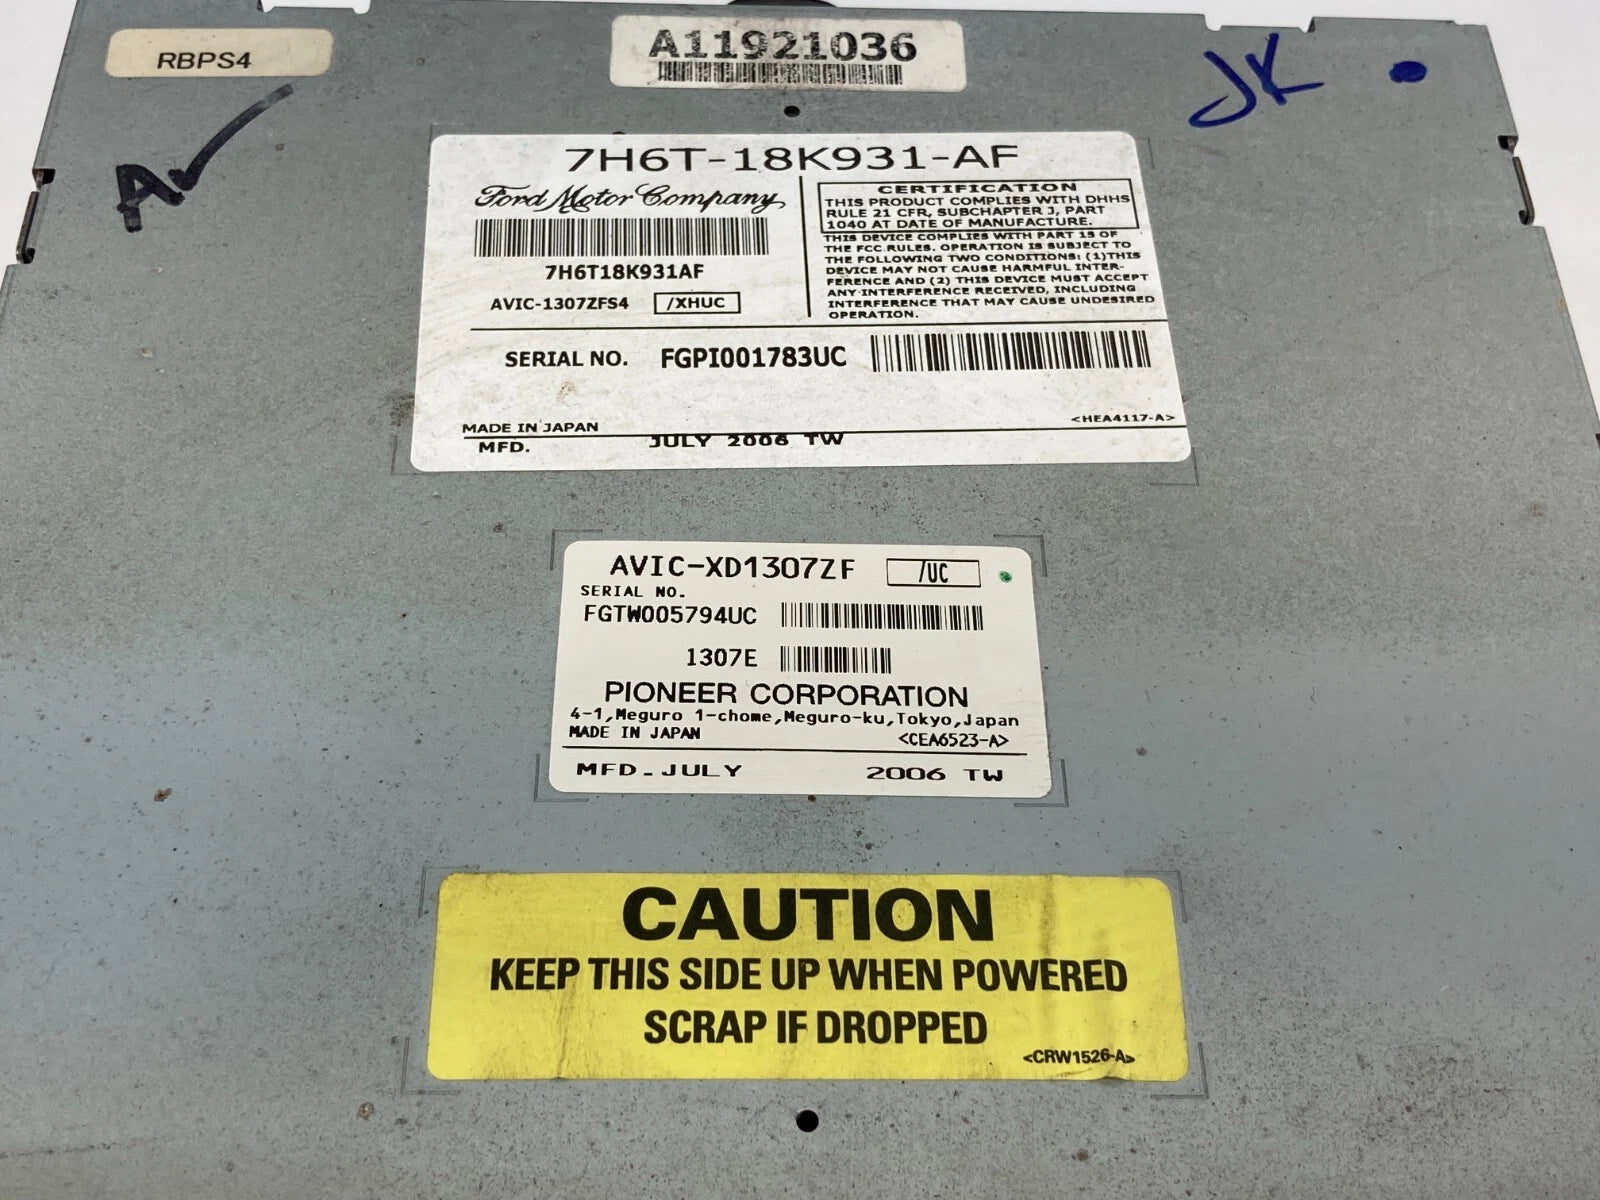 RBPS4
A11921036
JK
AV
7H6T-18K931-AF
Ford Motor Company
7H6T18K931AF
AVIC-1307ZFS4 /XHUC
CERTIFICATION
THIS PRODUCT COMPLIES WITH DHHS
RULE 21 CFR, SUBCHAPTER J, PART
1040 AT DATE OF MANUFACTURE.
THIS DEVICE COMPLIES WITH PART 15 OF
THE FCC RULES. OPERATION IS SUBJECT TO
THE FOLLOWING TWO CONDITIONS: (1)THIS
DEVICE MAY NOT CAUSE HARMFUL INTER-
FERENCE AND (2) THIS DEVICE MUST ACCEPT
ANY INTERFERENCE RECEIVED, INCLUDING
INTERFERENCE THAT MAY CAUSE UNDESIRED
OPERATION.
SERIAL NO. FGPI001783UC
<HEA4117-A>
MADE IN JAPAN
MFD. JULY 2006 TW
AVIC-XD1307ZF /UC
SERIAL NO.
FGTW005794UC
1307E
PIONEER CORPORATION
4-1,Meguro 1-chome,Meguro-ku,Tokyo,Japan
MADE IN JAPAN <CEA6523-A>
MFD.JULY 2006 TW
CAUTION
KEEP THIS SIDE UP WHEN POWERED
SCRAP IF DROPPED
<CRW1526-A>